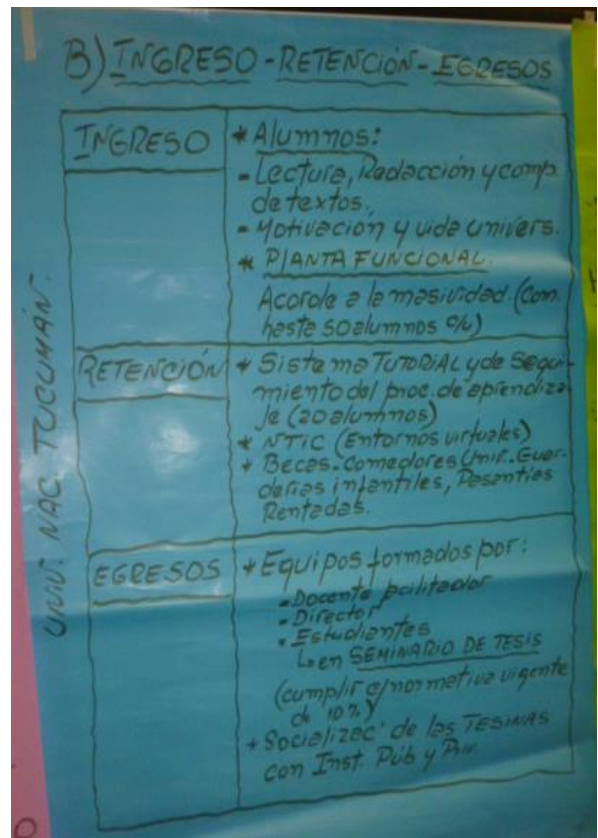 B) INGRESO - RETENCIÓN - EGRESOS
UNIV. NAC. TUCUMÁN.
INGRESO
* Alumnos:
- Lectura, Redacción y comp.
de textos.
- Motivación y vida univers.
* PLANTA FUNCIONAL.
Acorde a la masividad. (Com.
hasta 50 alumnos c/u)
RETENCIÓN
* Sistema TUTORIAL y de Segui-
miento del proc. de aprendiza-
je (20 alumnos)
* NTIC (Entornos virtuales)
* Becas. Comedores Univ.. Guar-
derias infantiles, Pasantías
Rentadas.
EGRESOS
* Equipos formados por:
- Docente facilitador
- Director
- Estudiantes
↳ en SEMINARIO DE TESIS
(cumplir c/normativa vigente
de 10%)
* Socializac' de las TESINAS
con Inst. Púb y Priv.